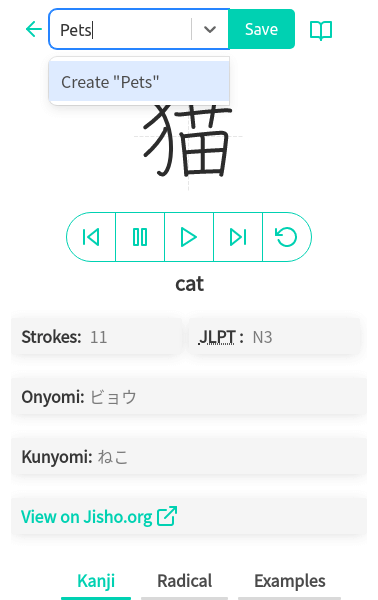 Pets
Save
Create "Pets"
猫
cat
Strokes: 11
JLPT : N3
Onyomi: ビョウ
Kunyomi: ねこ
View on Jisho.org
Kanji Radical Examples